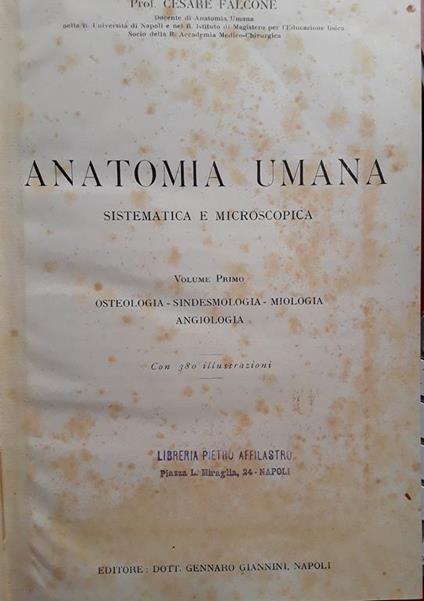 Prof. CESARE FALCONE
Docente di Anatomia Umana
nella R. Università di Napoli e nel R. Istituto di Magistero per l'Educazione fisica
Socio della R. Accademia Medico-Chirurgica
ANATOMIA UMANA
SISTEMATICA E MICROSCOPICA
VOLUME PRIMO
OSTEOLOGIA - SINDESMOLOGIA - MIOLOGIA
ANGIOLOGIA
Con 380 illustrazioni
LIBRERIA PIETRO AFFILASTRO
Piazza L. Miraglia, 24 - NAPOLI
EDITORE: DOTT. GENNARO GIANNINI, NAPOLI